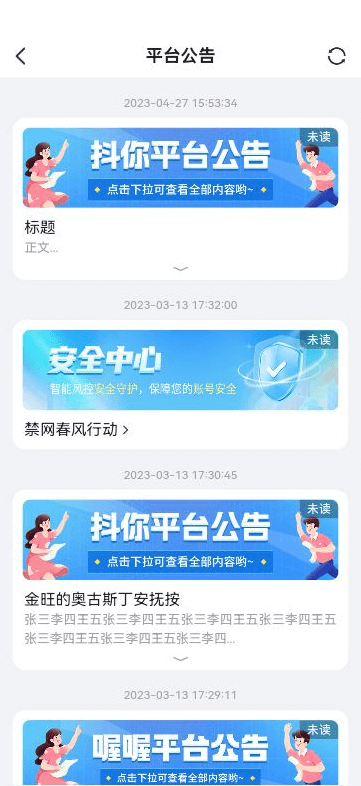 平台公告
2023-04-27 15:53:34
未读
抖你平台公告
点击下拉可查看全部内容哟~
标题
正文...
2023-03-13 17:32:00
未读
安全中心
智能风控安全守护，保障您的账号安全
禁网春风行动
2023-03-13 17:30:45
未读
抖你平台公告
点击下拉可查看全部内容哟~
金旺的奥古斯丁安抚按
张三李四王五张三李四王五张三李四王五张三李四王五
张三李四王五张三李四王五张三李四...
2023-03-13 17:29:11
未读
喔喔平台公告
点击下拉可查看全部内容哟~